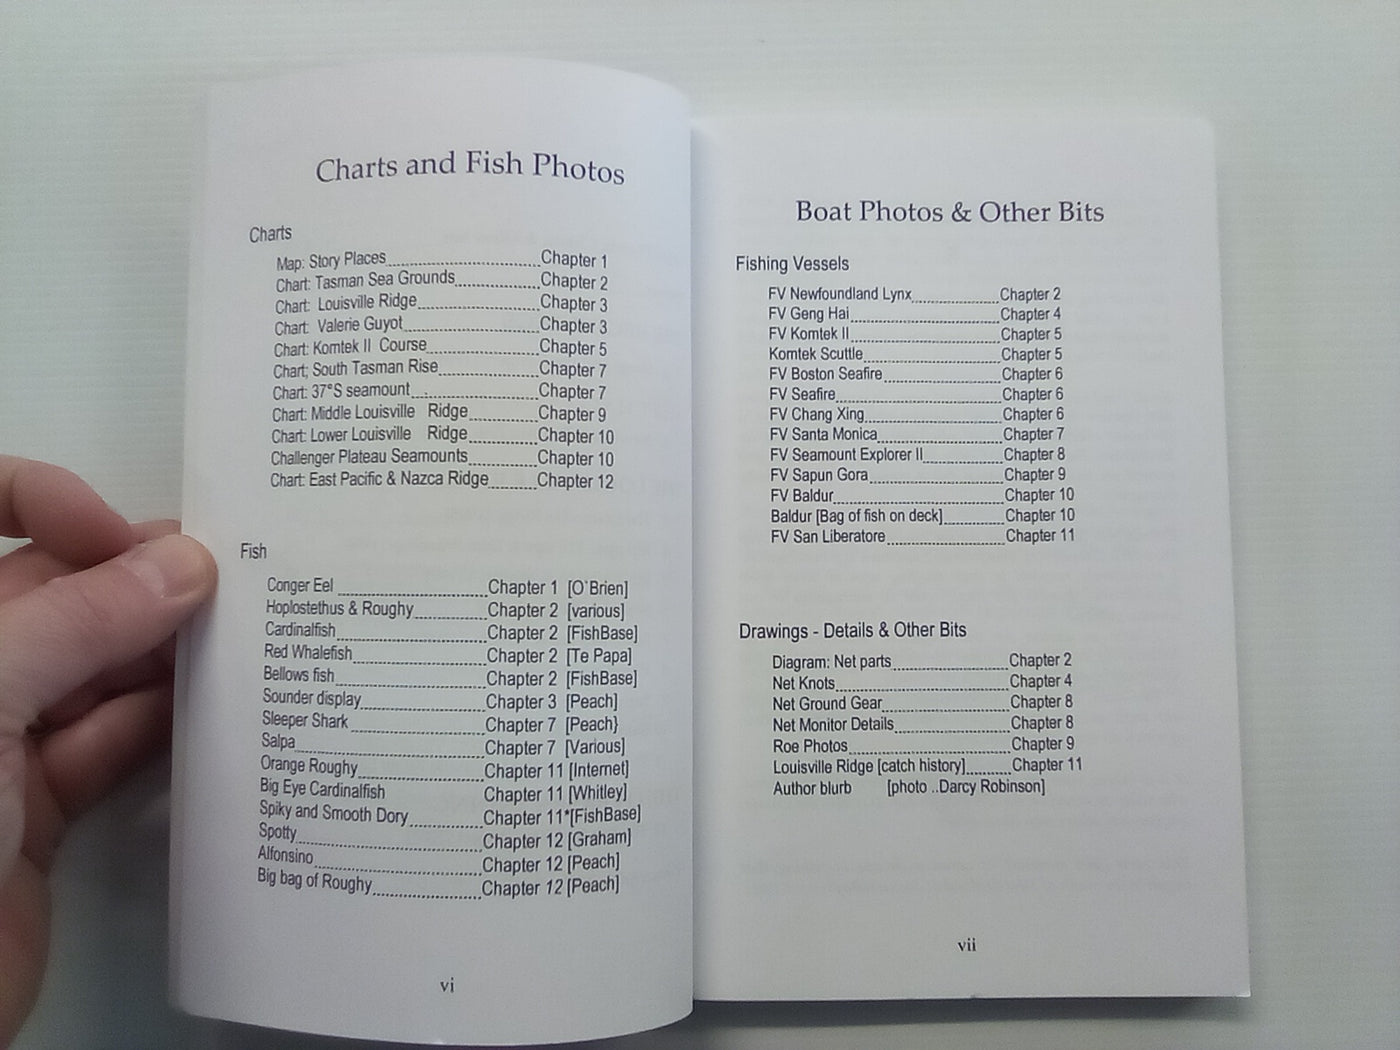 Charts and Fish Photos
Charts
Map: Story Places Chapter 1
Chart: Tasman Sea Grounds Chapter 2
Chart: Louisville Ridge Chapter 3
Chart: Valerie Guyot Chapter 3
Chart: Komtek II Course Chapter 5
Chart; South Tasman Rise Chapter 7
Chart: 37°S seamount Chapter 7
Chart: Middle Louisville Ridge Chapter 9
Chart: Lower Louisville Ridge Chapter 10
Challenger Plateau Seamounts Chapter 10
Chart: East Pacific & Nazca Ridge Chapter 12
Fish
Conger Eel Chapter 1 [O`Brien]
Hoplostethus & Roughy Chapter 2 [various]
Cardinalfish Chapter 2 [FishBase]
Red Whalefish Chapter 2 [Te Papa]
Bellows fish Chapter 2 [FishBase]
Sounder display Chapter 3 [Peach]
Sleeper Shark Chapter 7 [Peach}
Salpa Chapter 7 [Various]
Orange Roughy Chapter 11 [Internet]
Big Eye Cardinalfish Chapter 11 [Whitley]
Spiky and Smooth Dory Chapter 11*[FishBase]
Spotty Chapter 12 [Graham]
Alfonsino Chapter 12 [Peach]
Big bag of Roughy Chapter 12 [Peach]
vi
Boat Photos & Other Bits
Fishing Vessels
FV Newfoundland Lynx Chapter 2
FV Geng Hai Chapter 4
FV Komtek II Chapter 5
Komtek Scuttle Chapter 5
FV Boston Seafire Chapter 6
FV Seafire Chapter 6
FV Chang Xing Chapter 6
FV Santa Monica Chapter 7
FV Seamount Explorer II Chapter 8
FV Sapun Gora Chapter 9
FV Baldur Chapter 10
Baldur [Bag of fish on deck] Chapter 10
FV San Liberatore Chapter 11
Drawings - Details & Other Bits
Diagram: Net parts Chapter 2
Net Knots Chapter 4
Net Ground Gear Chapter 8
Net Monitor Details Chapter 8
Roe Photos Chapter 9
Louisville Ridge [catch history] Chapter 11
Author blurb [photo ..Darcy Robinson]
vii